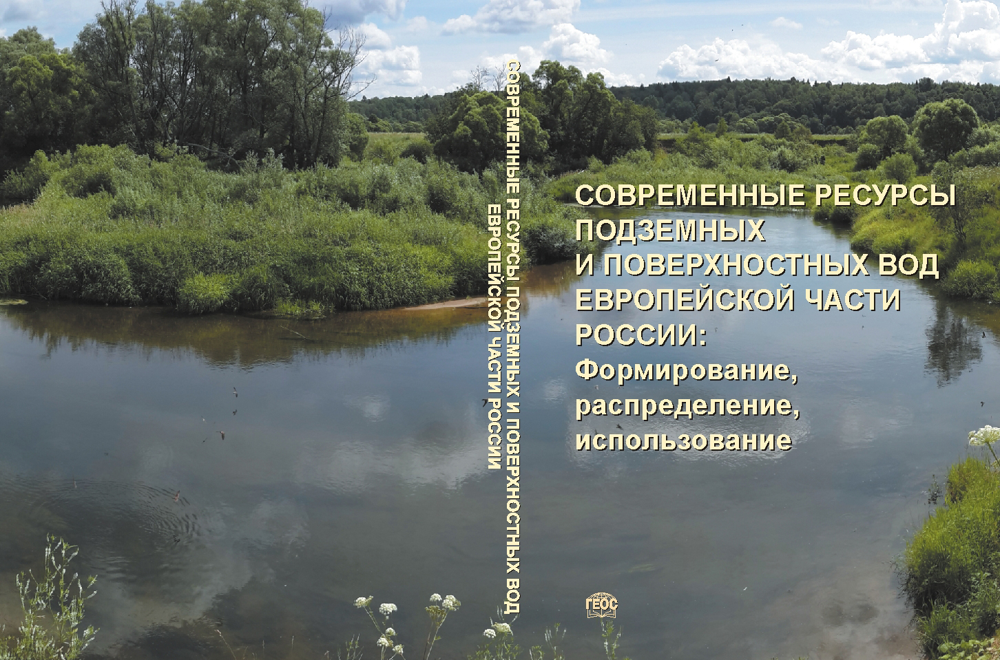 СОВРЕМЕННЫЕ РЕСУРСЫ ПОДЗЕМНЫХ И ПОВЕРХНОСТНЫХ ВОД
ЕВРОПЕЙСКОЙ ЧАСТИ РОССИИ
СОВРЕМЕННЫЕ РЕСУРСЫ
ПОДЗЕМНЫХ
И ПОВЕРХНОСТНЫХ ВОД
ЕВРОПЕЙСКОЙ ЧАСТИ
РОССИИ:
Формирование,
распределение,
использование
ГЕОС